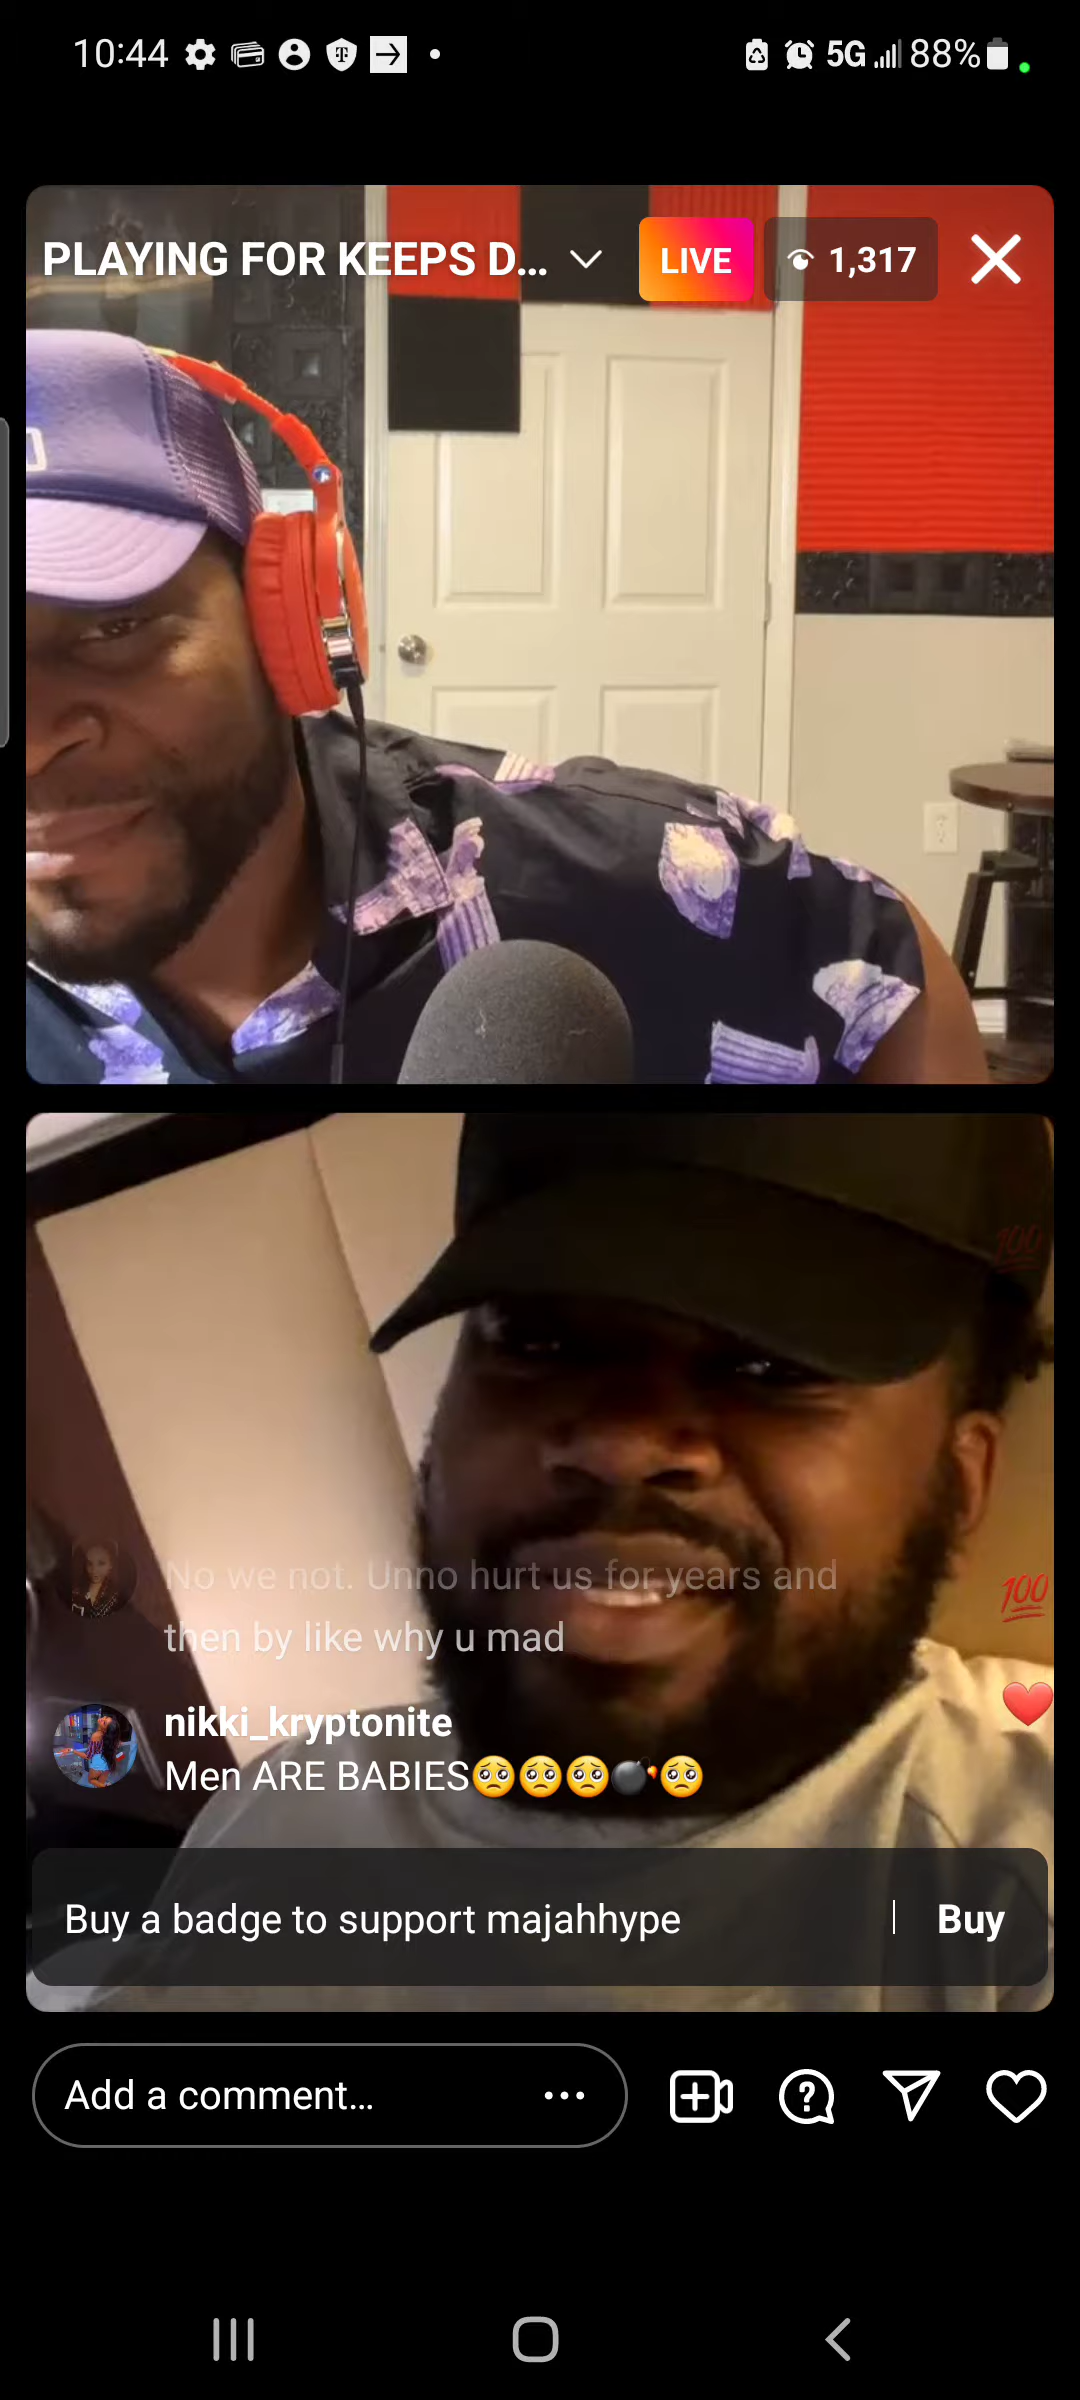 10:44 5G 88%
PLAYING FOR KEEPS D... LIVE 1,317
No we not. Unno hurt us for years and
then by like why u mad
nikki_kryptonite
Men ARE BABIES🥺🥺🥺💣🥺
Buy a badge to support majahhype | Buy
Add a comment...